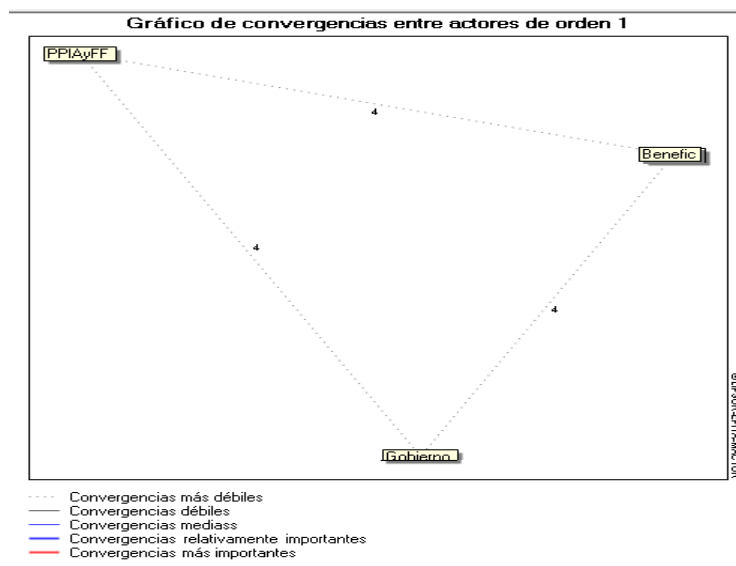 Gráfico de convergencias entre actores de orden 1
PPIAyFF
4
Benefic
4
4
Gobierno
Convergencias más débiles
Convergencias débiles
Convergencias mediass
Convergencias relativamente importantes
Convergencias más importantes